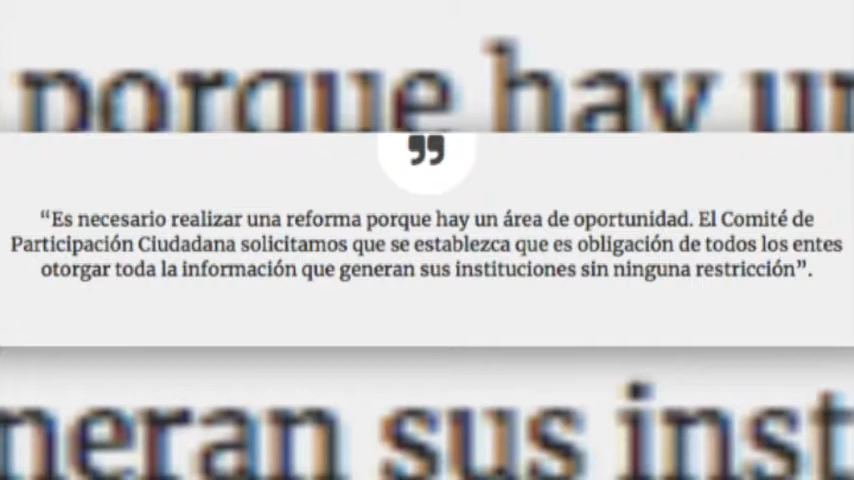 porque hay un
”
“Es necesario realizar una reforma porque hay un área de oportunidad. El Comité de
Participación Ciudadana solicitamos que se establezca que es obligación de todos los entes
otorgar toda la información que generan sus instituciones sin ninguna restricción”.
neran sus inst